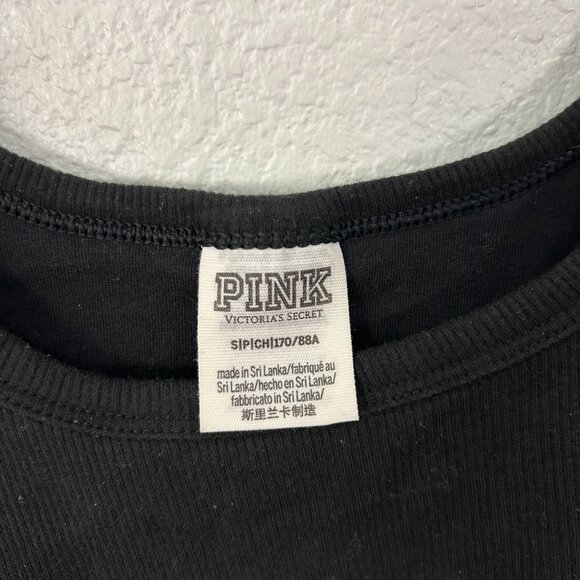 PINK
VICTORIA'S SECRET
S|P|CH|170/88A
made in Sri Lanka/fabriqué au
Sri Lanka/hecho en Sri Lanka/
fabbricato in Sri Lanka/
斯里兰卡制造